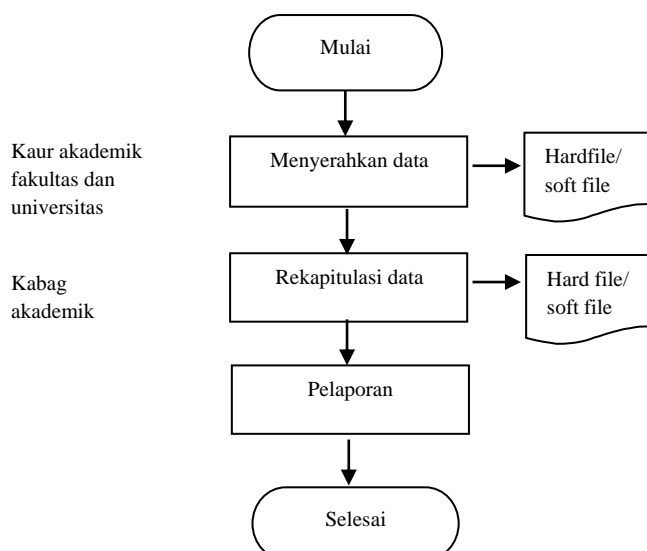 Mulai
Kaur akademik
fakultas dan
universitas
Menyerahkan data
Hardfile/
soft file
Kabag
akademik
Rekapitulasi data
Hard file/
soft file
Pelaporan
Selesai